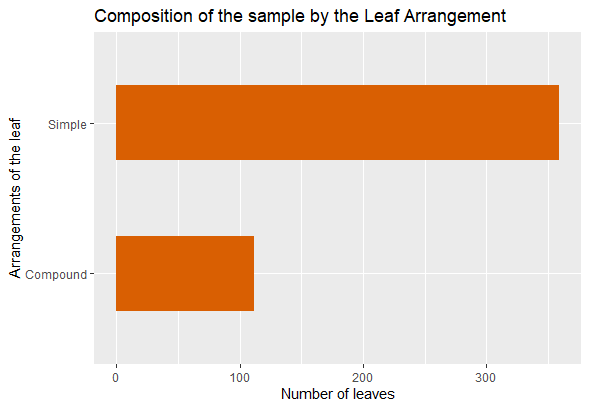 Composition of the sample by the Leaf Arrangement
Arrangements of the leaf
Simple
Compound
0 100 200 300
Number of leaves